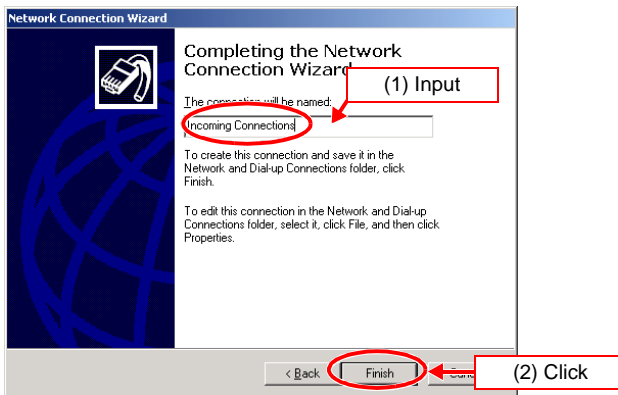 Network Connection Wizard
Completing the Network
Connection Wizard
(1) Input
The connection will be named:
Incoming Connections
To create this connection and save it in the
Network and Dial-up Connections folder, click
Finish.
To edit this connection in the Network and Dial-up
Connections folder, select it, click File, and then click
Properties.
< Back
Finish
(2) Click